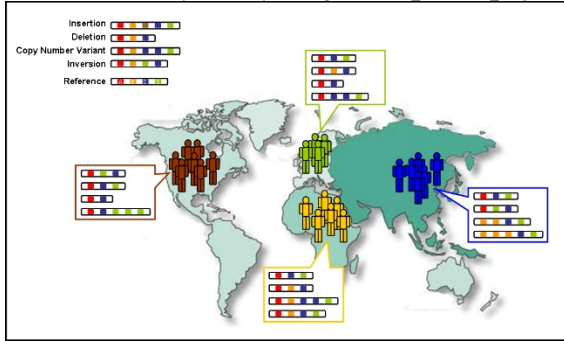 Insertion
Deletion
Copy Number Variant
Inversion
Reference